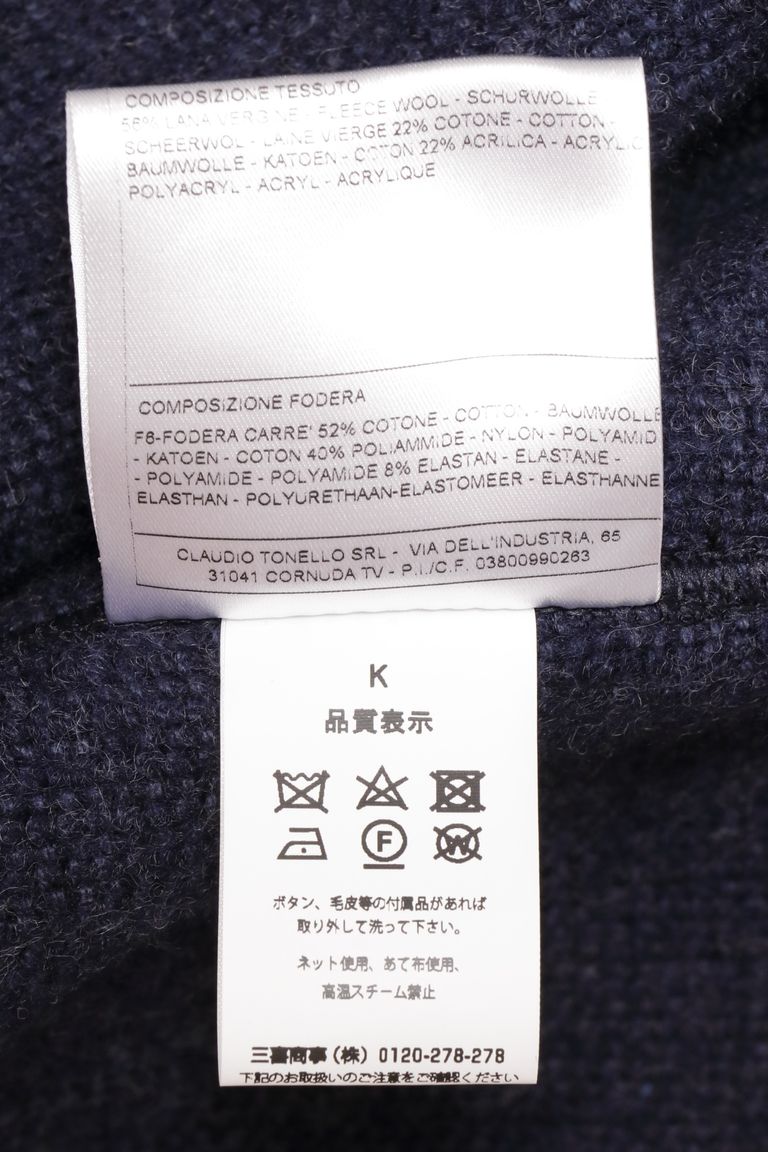 COMPOSIZIONE TESSUTO
56% LANA VERGINE - FLEECE WOOL - SCHURWOLLE
SCHEERWOL - LAINE VIERGE 22% COTONE - COTTON -
BAUMWOLLE - KATOEN - COTON 22% ACRILICA - ACRYLIC
POLYACRYL - ACRYL - ACRYLIQUE
COMPOSIZIONE FODERA
F6-FODERA CARRE' 52% COTONE - COTTON - BAUMWOLLE
- KATOEN - COTON 40% POLIAMMIDE - NYLON - POLYAMID
- POLYAMIDE - POLYAMIDE 8% ELASTAN - ELASTANE -
ELASTHAN - POLYURETHAAN-ELASTOMEER - ELASTHANNE
CLAUDIO TONELLO SRL - VIA DELL'INDUSTRIA, 65
31041 CORNUDA TV - P.I./C.F. 03800990263
K
品質表示
F
W
ボタン、毛皮等の付属品があれば
取り外して洗って下さい。
ネット使用、あて布使用、
高温スチーム禁止
三喜商事（株）0120-278-278
下記のお取扱いのご注意をご確認ください